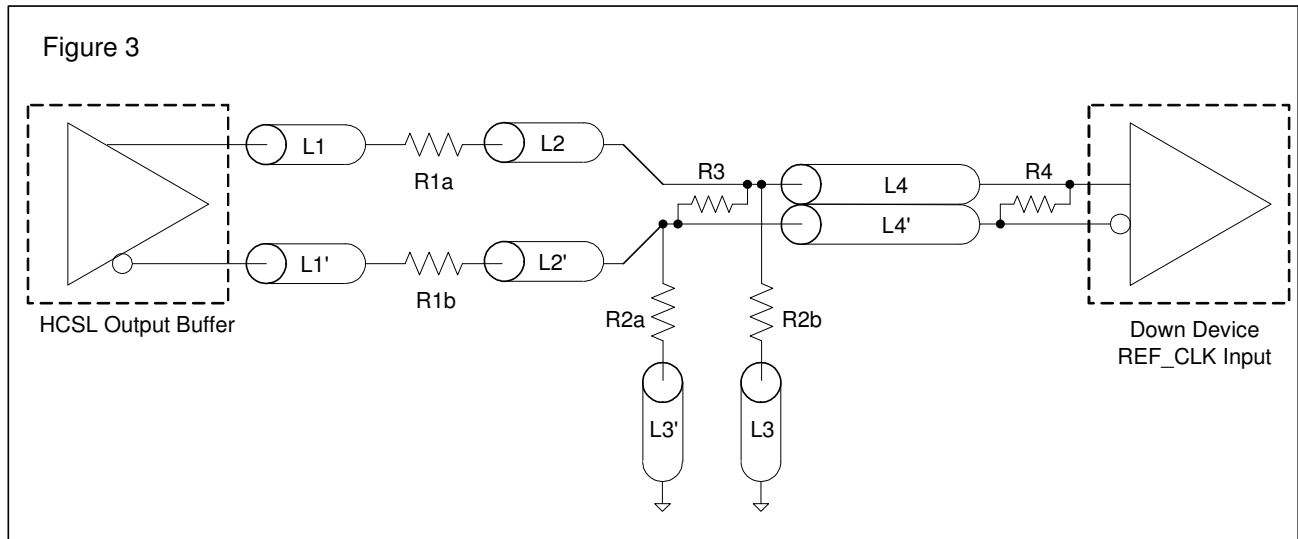 Figure 3
L1
R1a
L2
R3
L4
R4
L4'
L1'
R1b
L2'
HCSL Output Buffer
R2a
R2b
Down Device
REF_CLK Input
L3'
L3